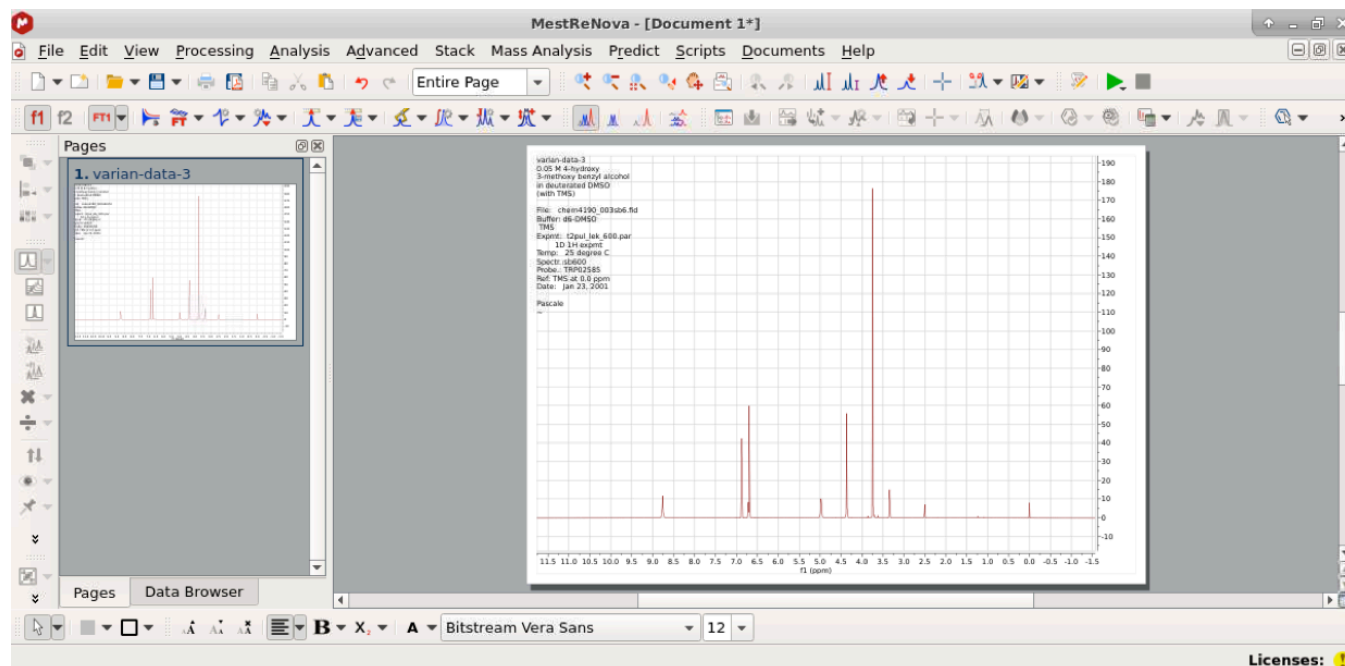 MestReNova - [Document 1*]
File Edit View Processing Analysis Advanced Stack Mass Analysis Predict Scripts Documents Help
Entire Page
f1 f2 FT1
Pages
1. varian-data-3
varian-data-3
0.05 M 4-hydroxy
3-methoxy benzyl alcohol
in deuterated DMSO
(with TMS)
File: chem4190_003sb6.fid
Buffer: d6-DMSO
TMS
Expmt: t2pul_lek_600.par
1D 1H expmt
Temp: 25 degree C
Spectr.:sb600
Probe.: TRP02585
Ref: TMS at 0.0 ppm
Date: Jan 23, 2001
Pascale
190
180
170
160
150
140
130
120
110
100
90
80
70
60
50
40
30
20
10
0
-10
11.5 11.0 10.5 10.0 9.5 9.0 8.5 8.0 7.5 7.0 6.5 6.0 5.5 5.0 4.5 4.0 3.5 3.0 2.5 2.0 1.5 1.0 0.5 0.0 -0.5 -1.0 -1.5
f1 (ppm)
Pages Data Browser
B X₂ A Bitstream Vera Sans 12
Licenses: